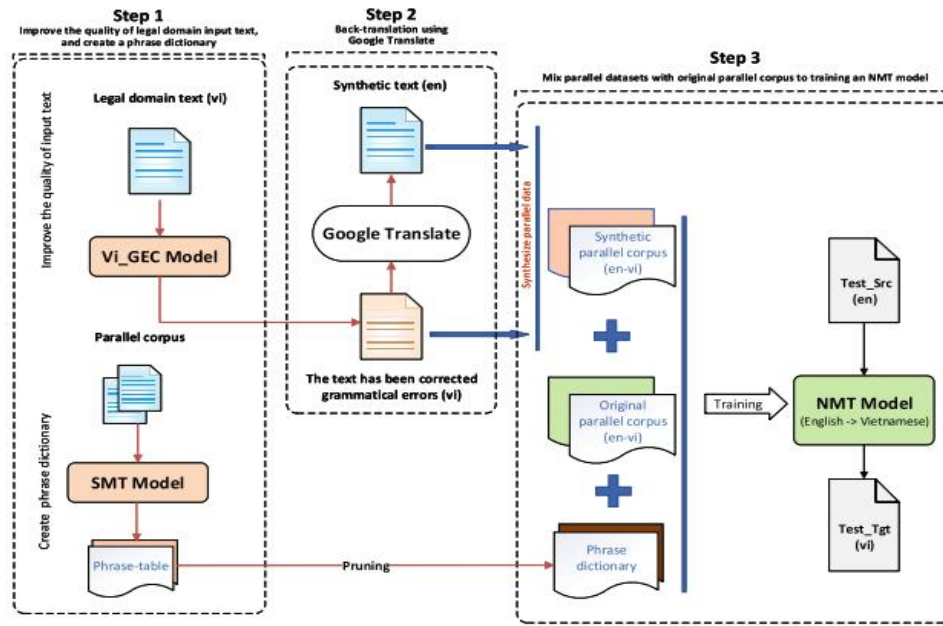 Step 1
Improve the quality of legal domain input text,
and create a phrase dictionary
Improve the quality of input text
Legal domain text (vi)
Vi_GEC Model
Parallel corpus
Create phrase dictionary
SMT Model
Phrase-table
Pruning
Step 2
Back-translation using
Google Translate
Synthetic text (en)
Google Translate
The text has been corrected
grammatical errors (vi)
Step 3
Mix parallel datasets with original parallel corpus to training an NMT model
Synthesize parallel data
Synthetic
parallel corpus
(en-vi)
Original
parallel corpus
(en-vi)
Phrase
dictionary
Training
Test_Src
(en)
NMT Model
(English -> Vietnamese)
Test_Tgt
(vi)